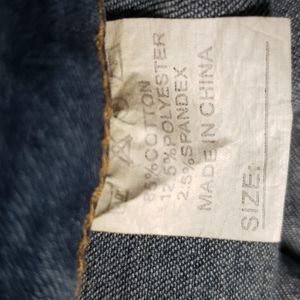 85%COTTON
12.5%POLYESTER
2.5%SPANDEX
MADE IN CHINA
SIZE: